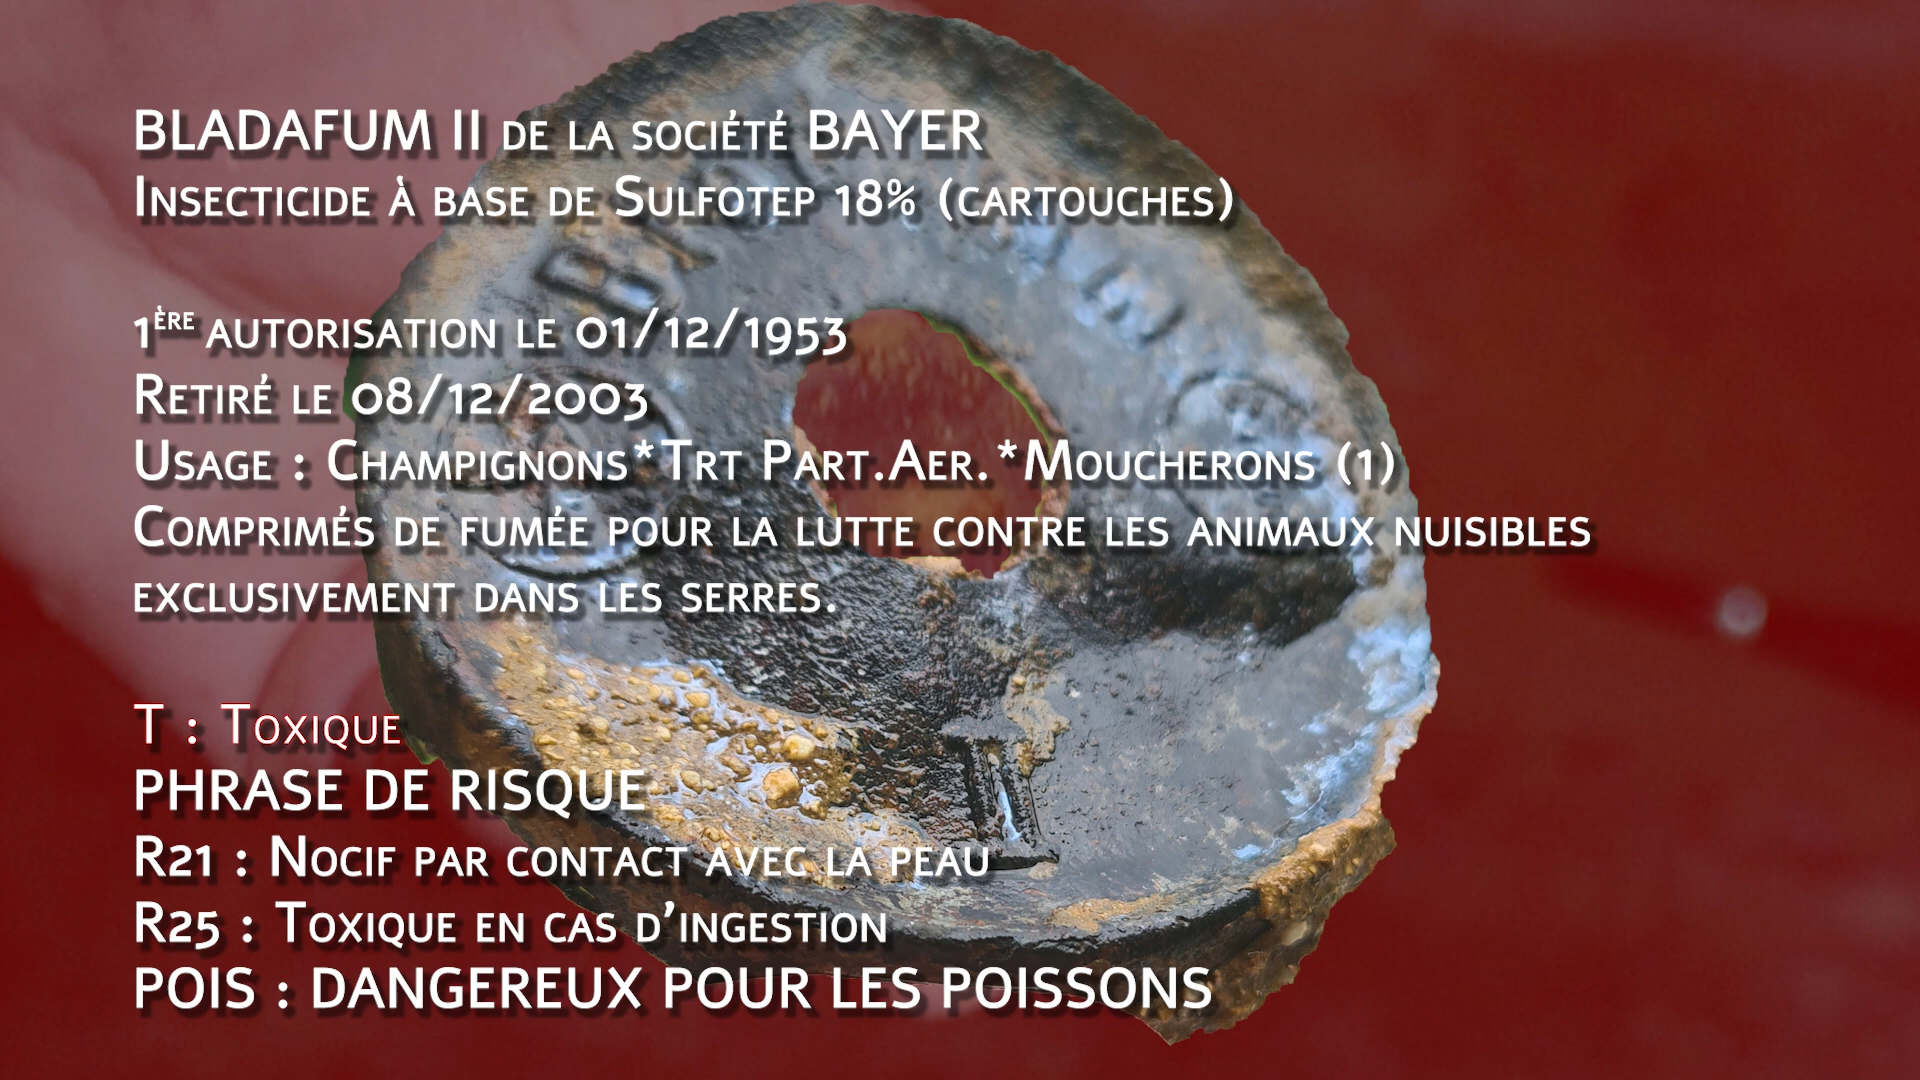 BLADAFUM II de la société BAYER
Insecticide à base de Sulfotep 18% (cartouches)
1ère autorisation le 01/12/1953
Retiré le 08/12/2003
Usage : Champignons*Trt Part.Aer.*Moucherons (1)
Comprimés de fumée pour la lutte contre les animaux nuisibles
exclusivement dans les serres.
T : Toxique
PHRASE DE RISQUE
R21 : Nocif par contact avec la peau
R25 : Toxique en cas d'ingestion
POIS : DANGEREUX POUR LES POISSONS
II